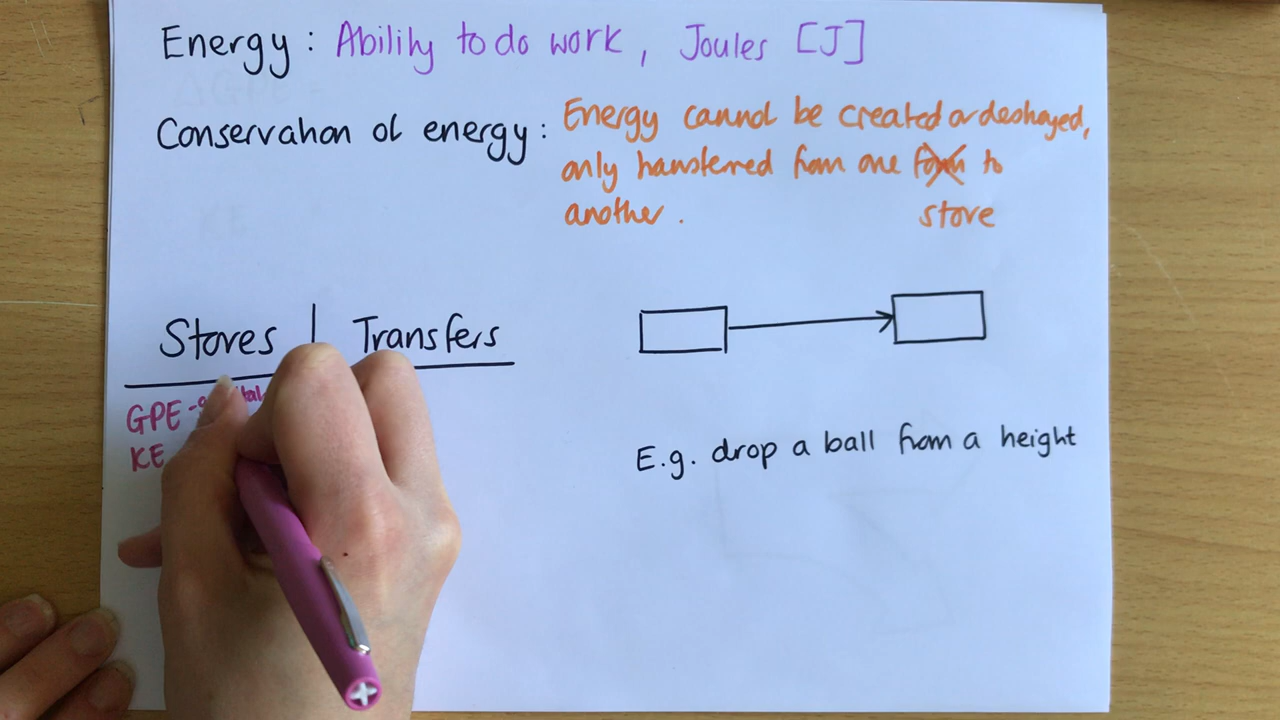 Energy: Ability to do work, Joules [J]
Conservation of energy: Energy cannot be created or destroyed,
only transferred from one form to
another. store
Stores | Transfers
GPE -
KE
E.g. drop a ball from a height